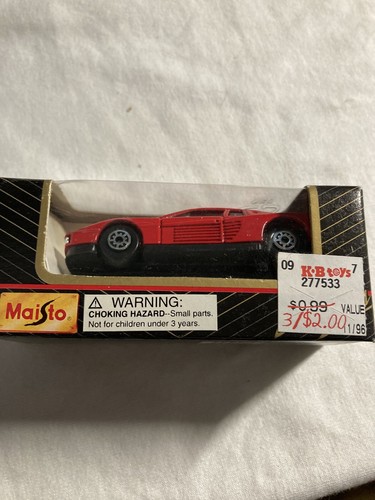 09 K·B toys 7
277533
$0.99 VALUE
3/$2.00 1/96
Maisto
WARNING:
CHOKING HAZARD--Small parts.
Not for children under 3 years.